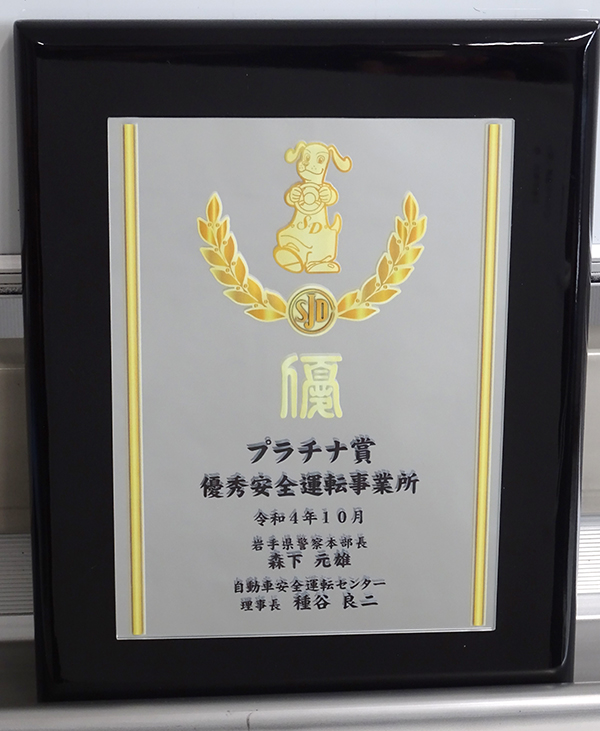 SD
SJD
優
プラチナ賞
優秀安全運転事業所
令和4年10月
岩手県警察本部長
森下 元雄
自動車安全運転センター
理事長 種谷 良二